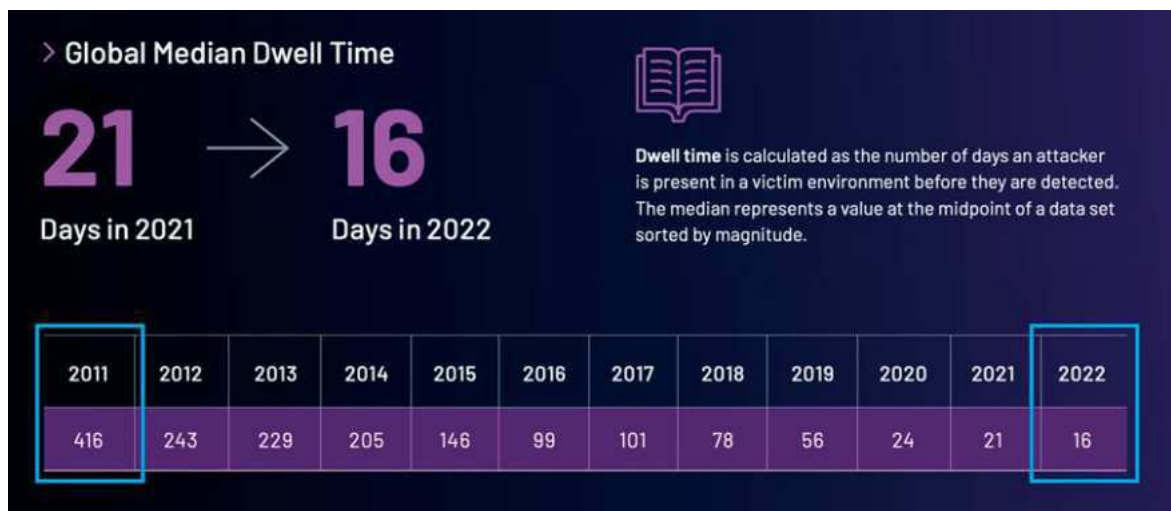 > Global Median Dwell Time
21 → 16
Days in 2021 Days in 2022
Dwell time is calculated as the number of days an attacker
is present in a victim environment before they are detected.
The median represents a value at the midpoint of a data set
sorted by magnitude.
2011 2012 2013 2014 2015 2016 2017 2018 2019 2020 2021 2022
416 243 229 205 146 99 101 78 56 24 21 16